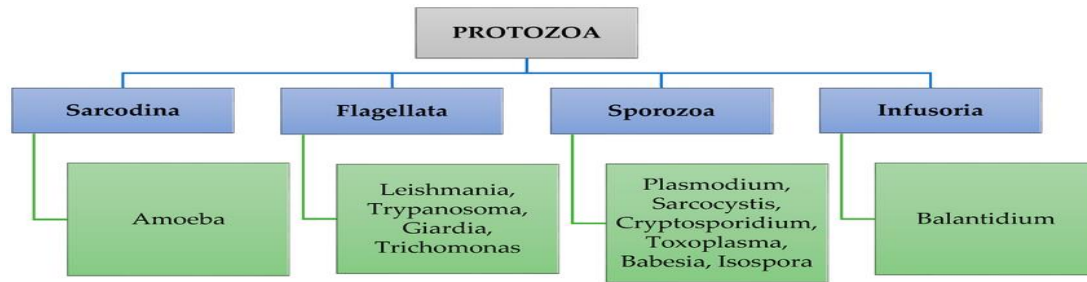 PROTOZOA
Sarcodina
Flagellata
Sporozoa
Infusoria
Amoeba
Leishmania,
Trypanosoma,
Giardia,
Trichomonas
Plasmodium,
Sarcocystis,
Cryptosporidium,
Toxoplasma,
Babesia, Isospora
Balantidium